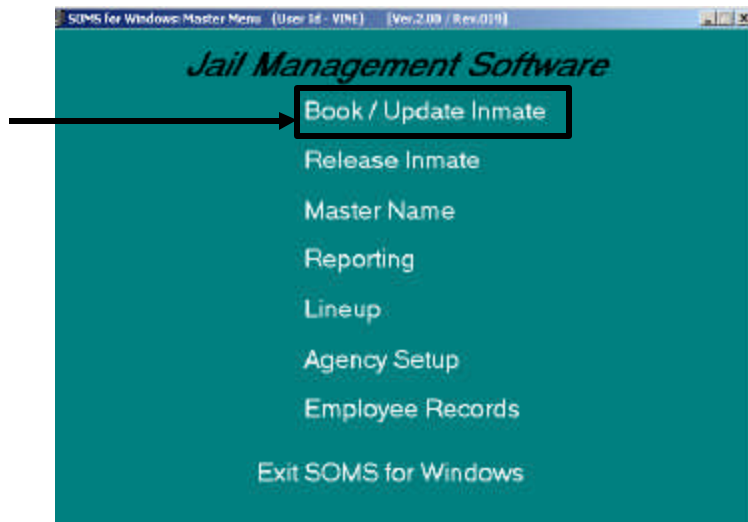 SOMS for Windows: Master Menu (User Id - VINE) [Ver.2.00 / Rev.019]
Jail Management Software
Book / Update Inmate
Release Inmate
Master Name
Reporting
Lineup
Agency Setup
Employee Records
Exit SOMS for Windows